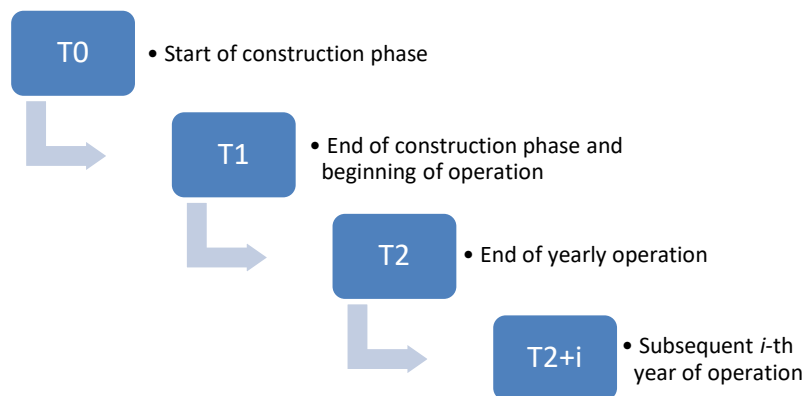 T0
• Start of construction phase
T1
• End of construction phase and
beginning of operation
T2
• End of yearly operation
T2+i
• Subsequent i-th
year of operation